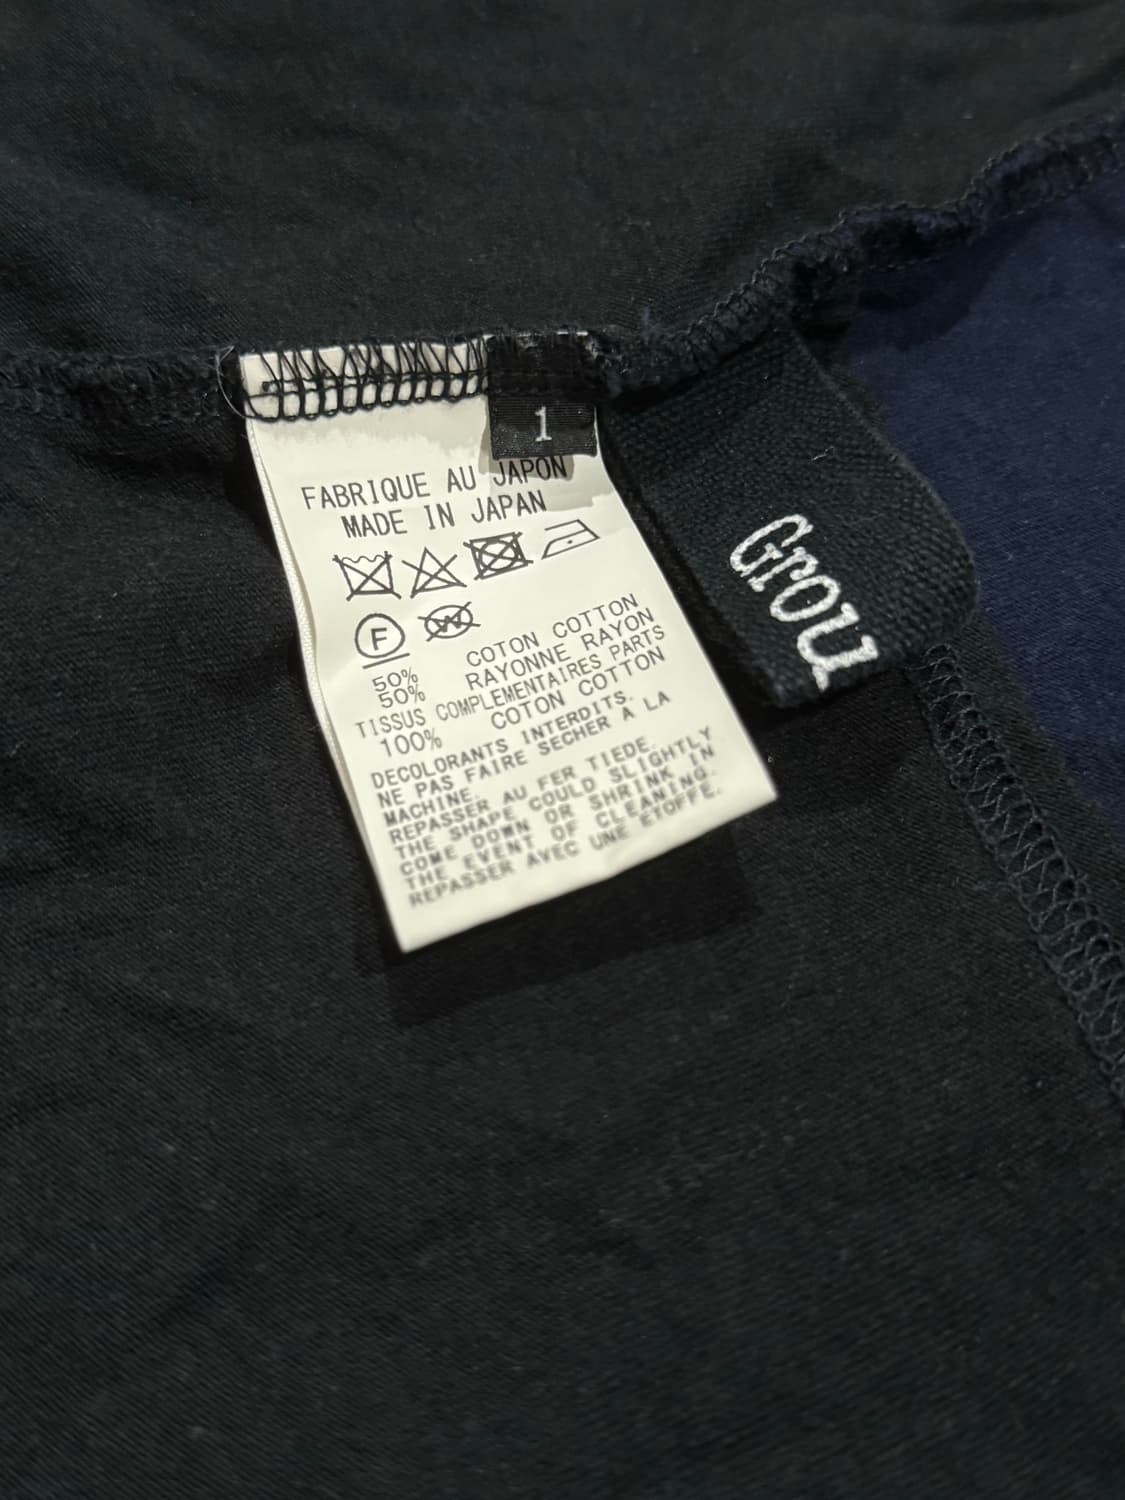 1
FABRIQUE AU JAPON
MADE IN JAPAN
F
W
50% COTON COTTON
50% RAYONNE RAYON
TISSUS COMPLEMENTAIRES PARTS
100% COTON COTTON
DECOLORANTS INTERDITS.
NE PAS FAIRE SECHER A LA
MACHINE.
REPASSER AU FER TIEDE.
THE SHAPE COULD SLIGHTLY
COME DOWN OR SHRINK IN
THE EVENT OF CLEANING.
REPASSER AVEC UNE ETOFFE.
Grou